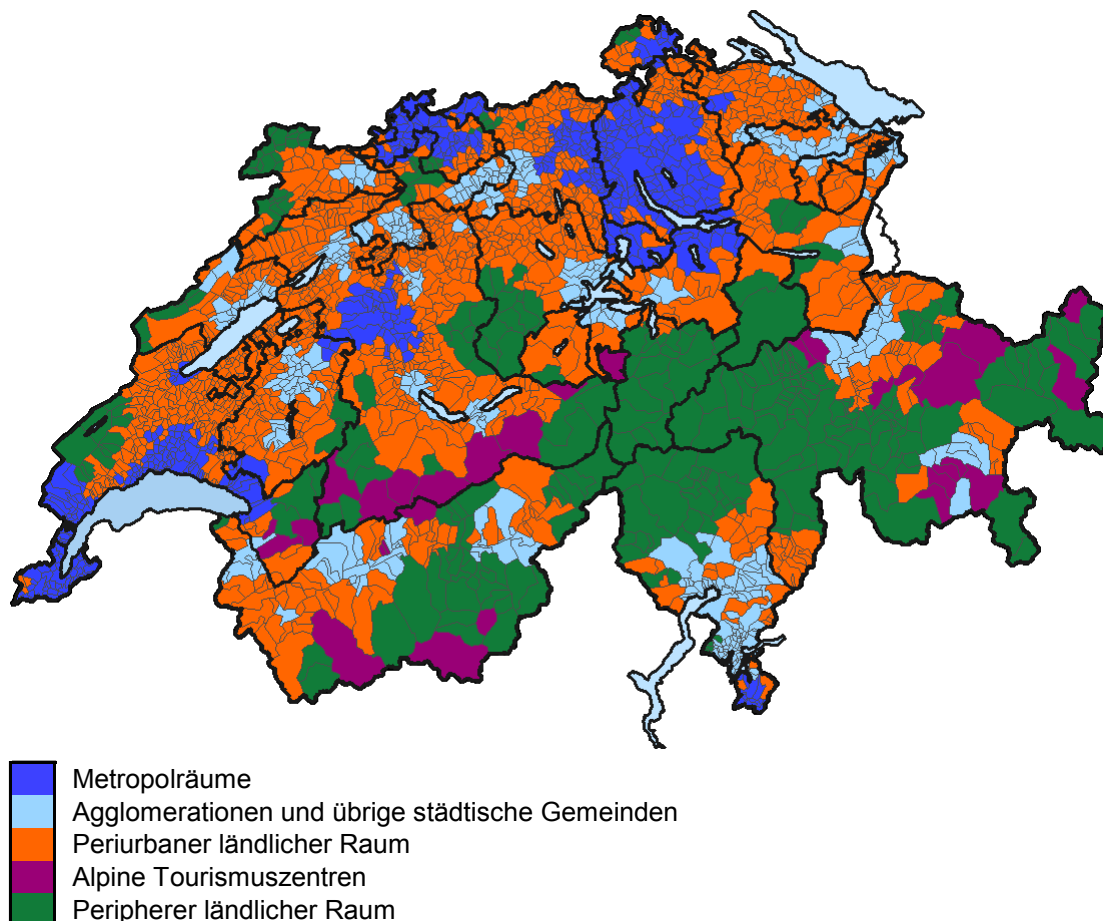 Metropolräume
Agglomerationen und übrige städtische Gemeinden
Periurbaner ländlicher Raum
Alpine Tourismuszentren
Peripherer ländlicher Raum